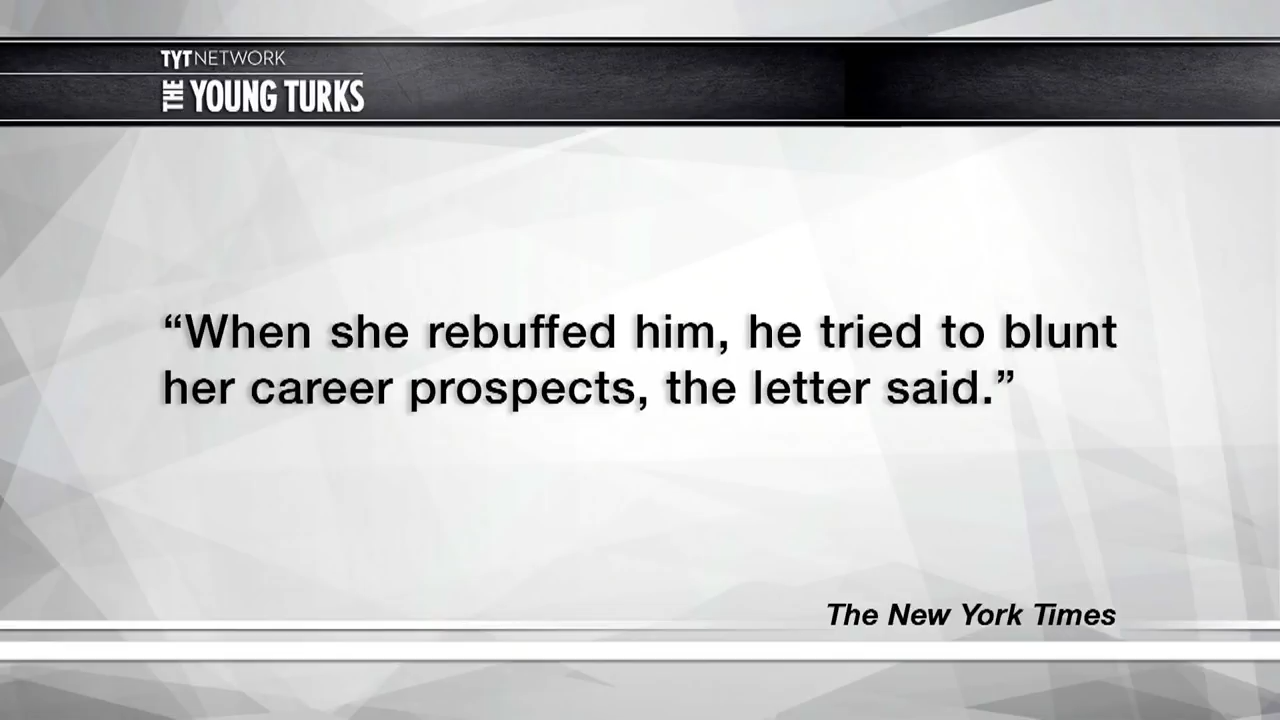 TYTNETWORK
THE YOUNG TURKS
“When she rebuffed him, he tried to blunt
her career prospects, the letter said.”
The New York Times